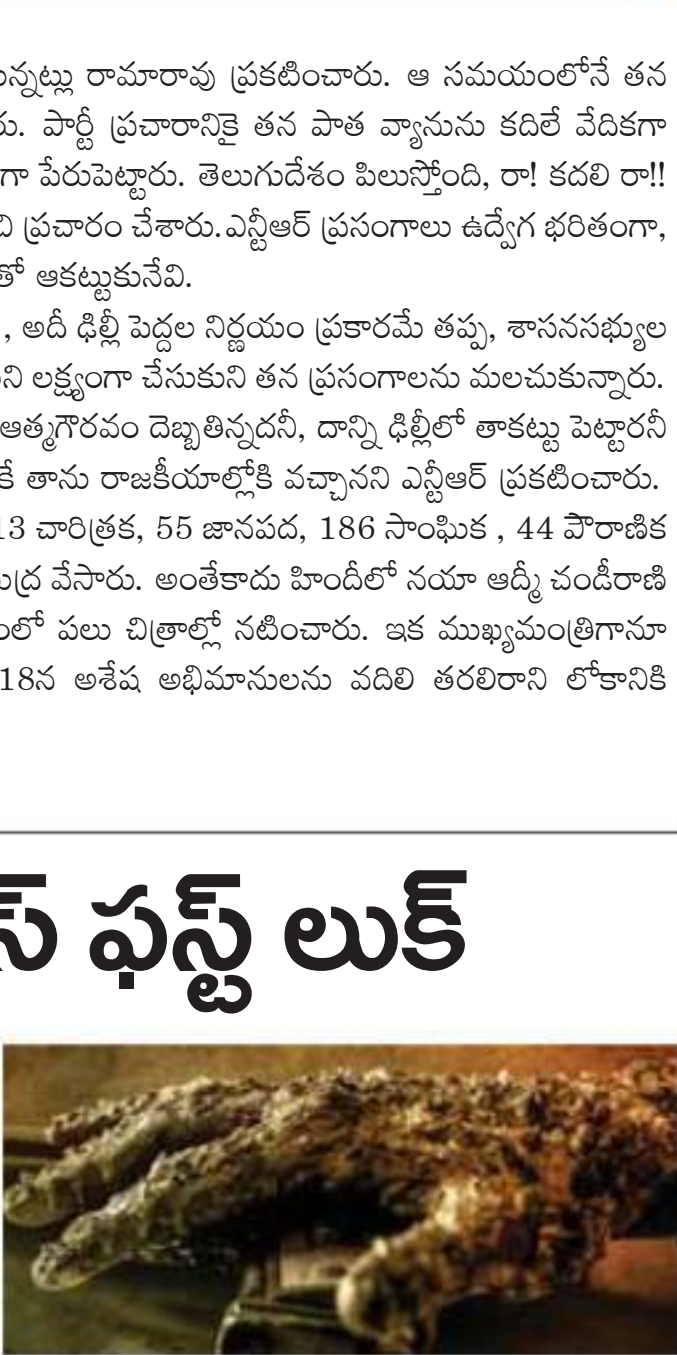 న్నట్లు రామారావు ప్రకటించారు. ఆ సమయంలోనే తన
రు. పార్టీ ప్రచారానికై తన పాత వ్యానును కదిలే వేదికగా
గా పేరుపెట్టారు. తెలుగుదేశం పిలుస్తోంది, రా! కదలి రా!!
ప్రచారం చేశారు.ఎన్టీఆర్ ప్రసంగాలు ఉద్వేగ భరితంగా,
తో ఆకట్టుకునేవి.
, అదీ ఢిల్లీ పెద్దల నిర్ణయం ప్రకారమే తప్ప, శాసనసభ్యుల
ని లక్ష్యంగా చేసుకుని తన ప్రసంగాలను మలచుకున్నారు.
ఆత్మగౌరవం దెబ్బతిన్నదనీ, దాన్ని ఢిల్లీలో తాకట్టు పెట్టారనీ
కే తాను రాజకీయాల్లోకి వచ్చానని ఎన్టీఆర్ ప్రకటించారు.
13 చారిత్రక, 55 జానపద, 186 సాంఘిక , 44 పౌరాణిక
ముద్ర వేసారు. అంతేకాదు హిందీలో నయా ఆద్మీ చండీరాణి
లో పలు చిత్రాల్లో నటించారు. ఇక ముఖ్యమంత్రిగానూ
18న అశేష అభిమానులను వదిలి తరలిరాని లోకానికి
స్ ఫస్ట్ లుక్